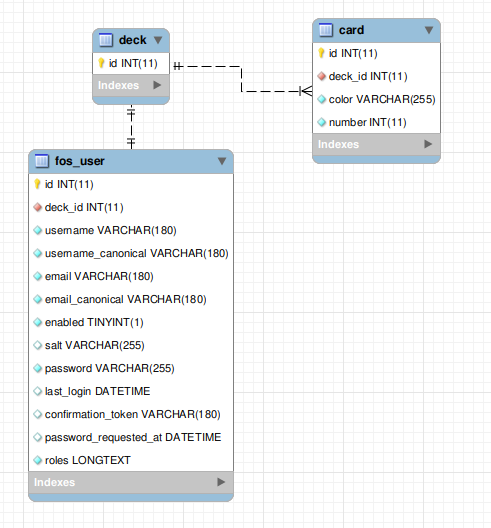 deck
id INT(11)
Indexes
card
id INT(11)
deck_id INT(11)
color VARCHAR(255)
number INT(11)
Indexes
fos_user
id INT(11)
deck_id INT(11)
username VARCHAR(180)
username_canonical VARCHAR(180)
email VARCHAR(180)
email_canonical VARCHAR(180)
enabled TINYINT(1)
salt VARCHAR(255)
password VARCHAR(255)
last_login DATETIME
confirmation_token VARCHAR(180)
password_requested_at DATETIME
roles LONGTEXT
Indexes